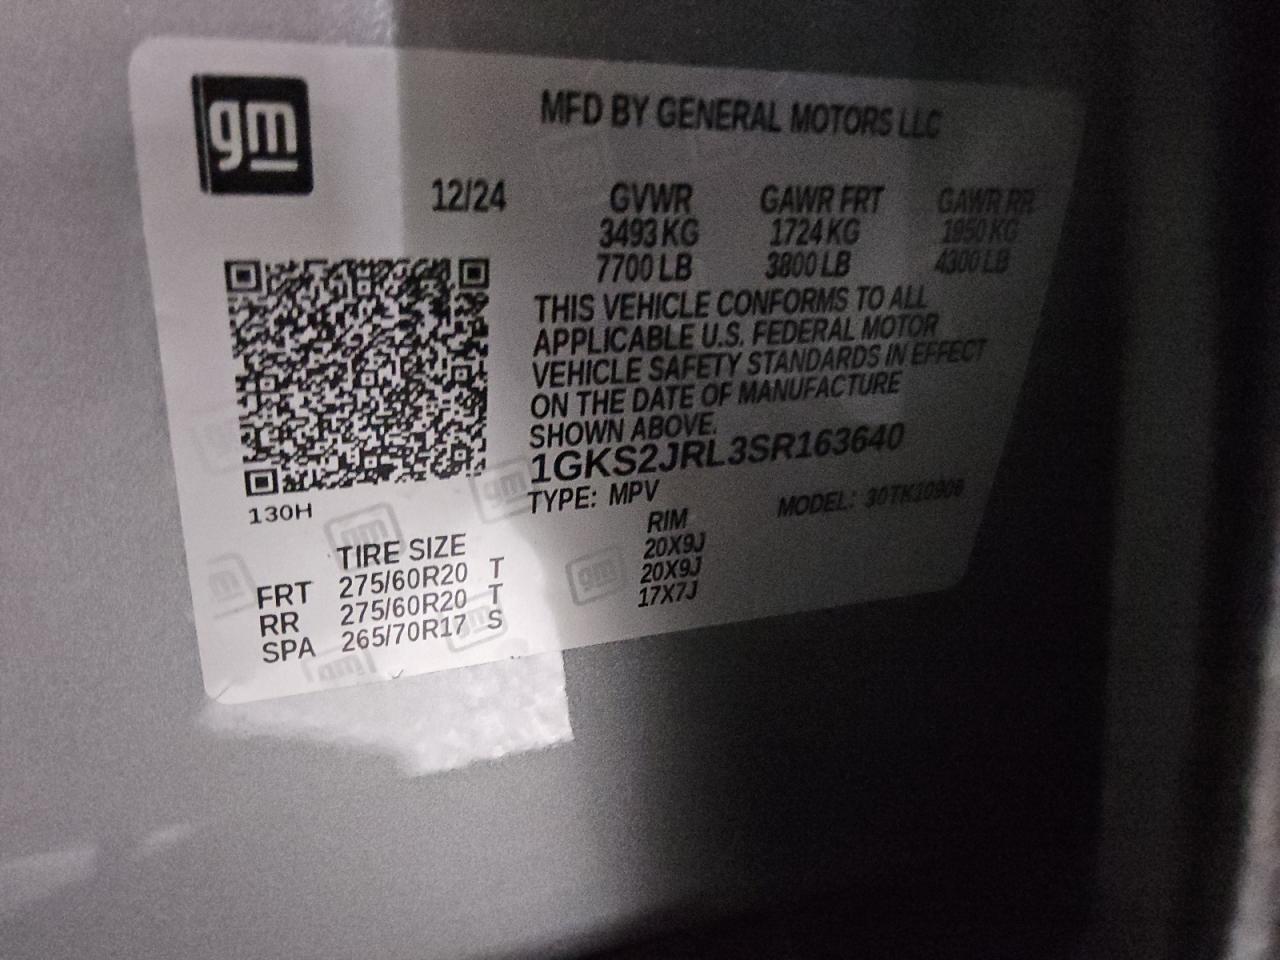 gm
MFD BY GENERAL MOTORS LLC
12/24 GVWR GAWR FRT GAWR RR
3493 KG 1724 KG 1950 KG
7700 LB 3800 LB 4300 LB
THIS VEHICLE CONFORMS TO ALL
APPLICABLE U.S. FEDERAL MOTOR
VEHICLE SAFETY STANDARDS IN EFFECT
ON THE DATE OF MANUFACTURE
SHOWN ABOVE.
1GKS2JRL3SR163640
TYPE: MPV MODEL:
130H
TIRE SIZE RIM
FRT 275/60R20 T 20X9J
RR 275/60R20 T 20X9J
SPA 265/70R17 S 17X7J